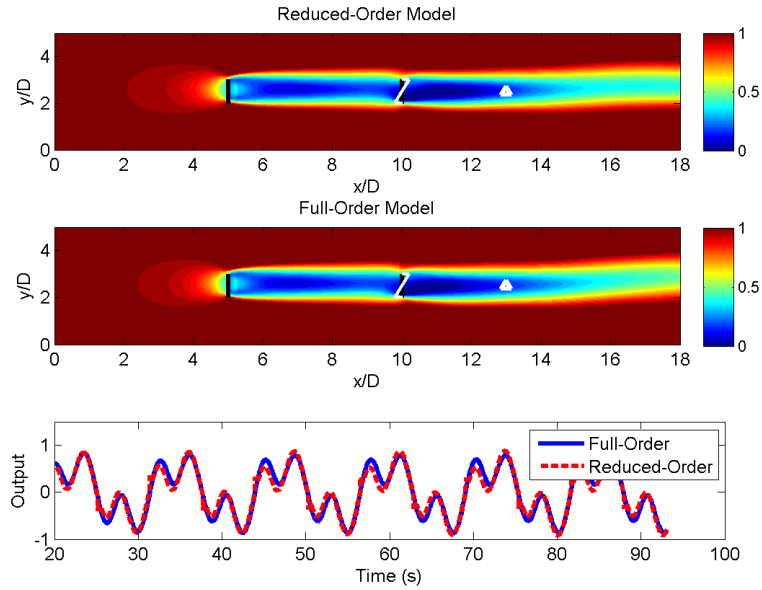 Reduced-Order Model
4
2
0
y/D
0 2 4 6 8 10 12 14 16 18
x/D
1
0.5
0
Full-Order Model
4
2
0
y/D
0 2 4 6 8 10 12 14 16 18
x/D
1
0.5
0
1
0
-1
Output
Full-Order
Reduced-Order
20 30 40 50 60 70 80 90 100
Time (s)